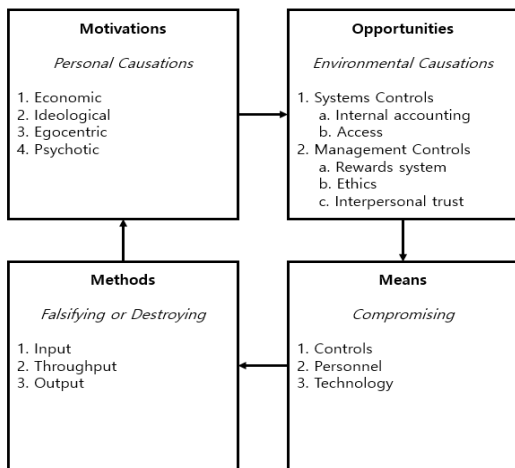 Motivations
Personal Causations
1. Economic
2. Ideological
3. Egocentric
4. Psychotic
Opportunities
Environmental Causations
1. Systems Controls
a. Internal accounting
b. Access
2. Management Controls
a. Rewards system
b. Ethics
c. Interpersonal trust
Methods
Falsifying or Destroying
1. Input
2. Throughput
3. Output
Means
Compromising
1. Controls
2. Personnel
3. Technology